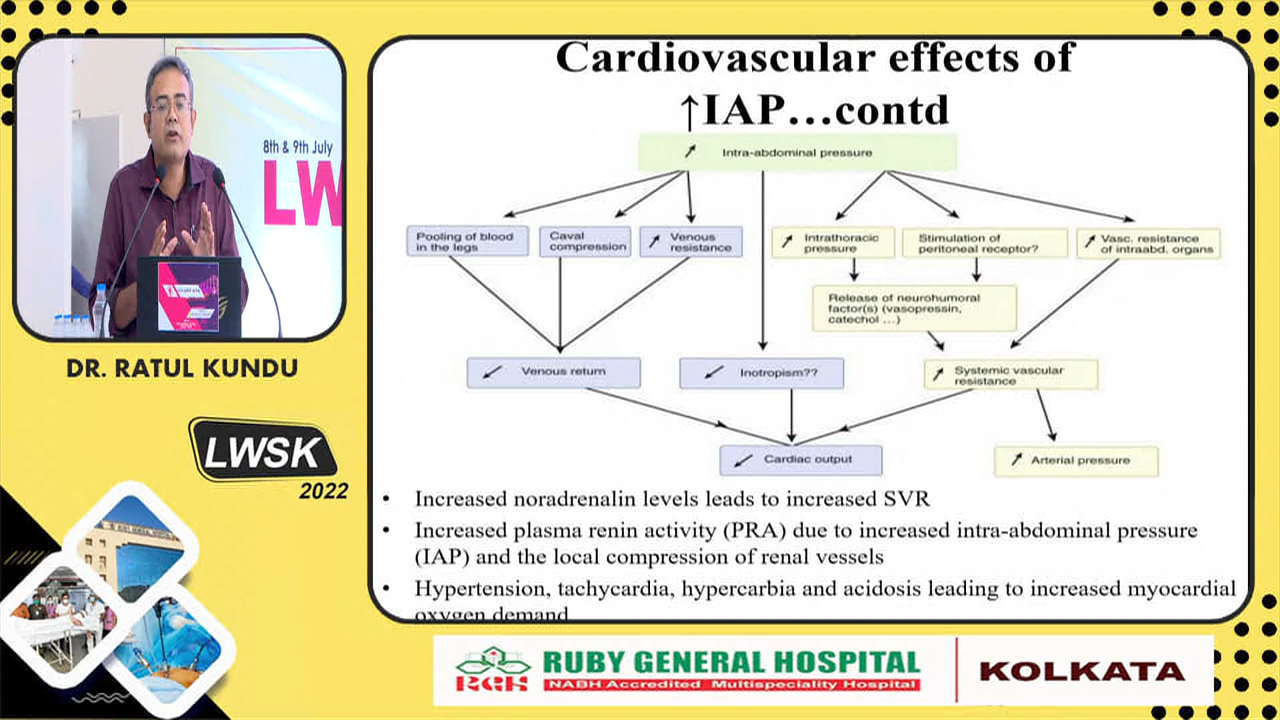 Cardiovascular effects of
↑IAP...contd
Intra-abdominal pressure
Pooling of blood
in the legs
Caval
compression
Venous
resistance
Intrathoracic
pressure
Stimulation of
peritoneal receptor?
Vasc. resistance
of intraabd. organs
Release of neurohumoral
factor(s) (vasopressin,
catechol ...)
Venous return
Inotropism??
Systemic vascular
resistance
Cardiac output
Arterial pressure
• Increased noradrenalin levels leads to increased SVR
• Increased plasma renin activity (PRA) due to increased intra-abdominal pressure
(IAP) and the local compression of renal vessels
• Hypertension, tachycardia, hypercarbia and acidosis leading to increased myocardial
oxygen demand
8th & 9th July
LW
DR. RATUL KUNDU
LWSK
2022
RUBY GENERAL HOSPITAL
RGH
RUBY GENERAL HOSPITAL
NABH Accredited Multispeciality Hospital
KOLKATA